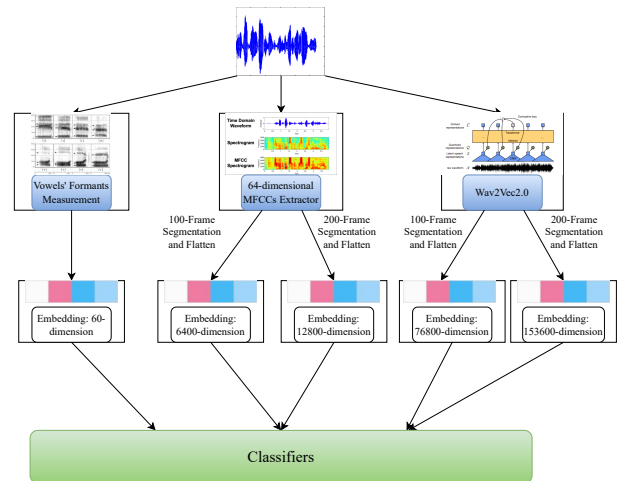 Time Domain
Waveform
Spectrogram
MFCC
Spectrogram
Vowels' Formants
Measurement
64-dimensional
MFCCs Extractor
Wav2Vec2.0
100-Frame
Segmentation
and Flatten
200-Frame
Segmentation
and Flatten
100-Frame
Segmentation
and Flatten
200-Frame
Segmentation
and Flatten
Embedding: 60-
dimension
Embedding:
6400-dimension
Embedding:
12800-dimension
Embedding:
76800-dimension
Embedding:
153600-dimension
Classifiers